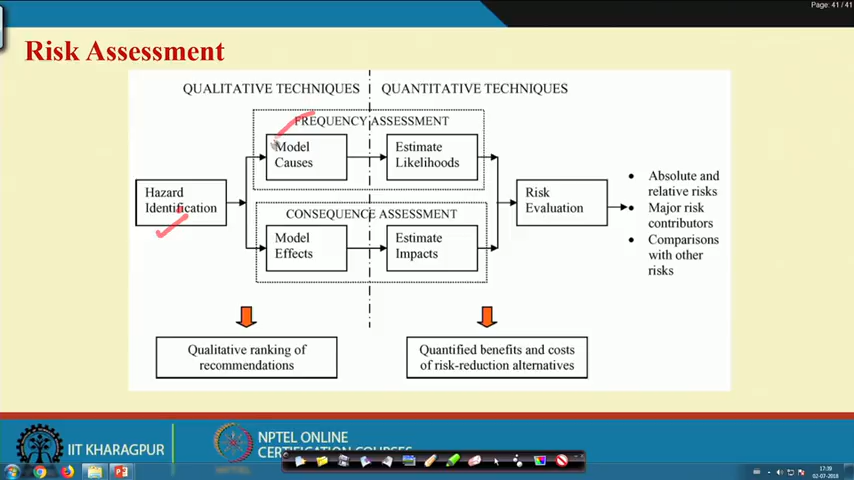 Page: 41 / 41
Risk Assessment
QUALITATIVE TECHNIQUES
QUANTITATIVE TECHNIQUES
FREQUENCY ASSESSMENT
Model
Causes
Estimate
Likelihoods
Hazard
Identification
CONSEQUENCE ASSESSMENT
Model
Effects
Estimate
Impacts
Risk
Evaluation
• Absolute and
relative risks
• Major risk
contributors
• Comparisons
with other
risks
Qualitative ranking of
recommendations
Quantified benefits and costs
of risk-reduction alternatives
IIT KHARAGPUR
NPTEL ONLINE
CERTIFICATION COURSES
17:39
02-07-2018